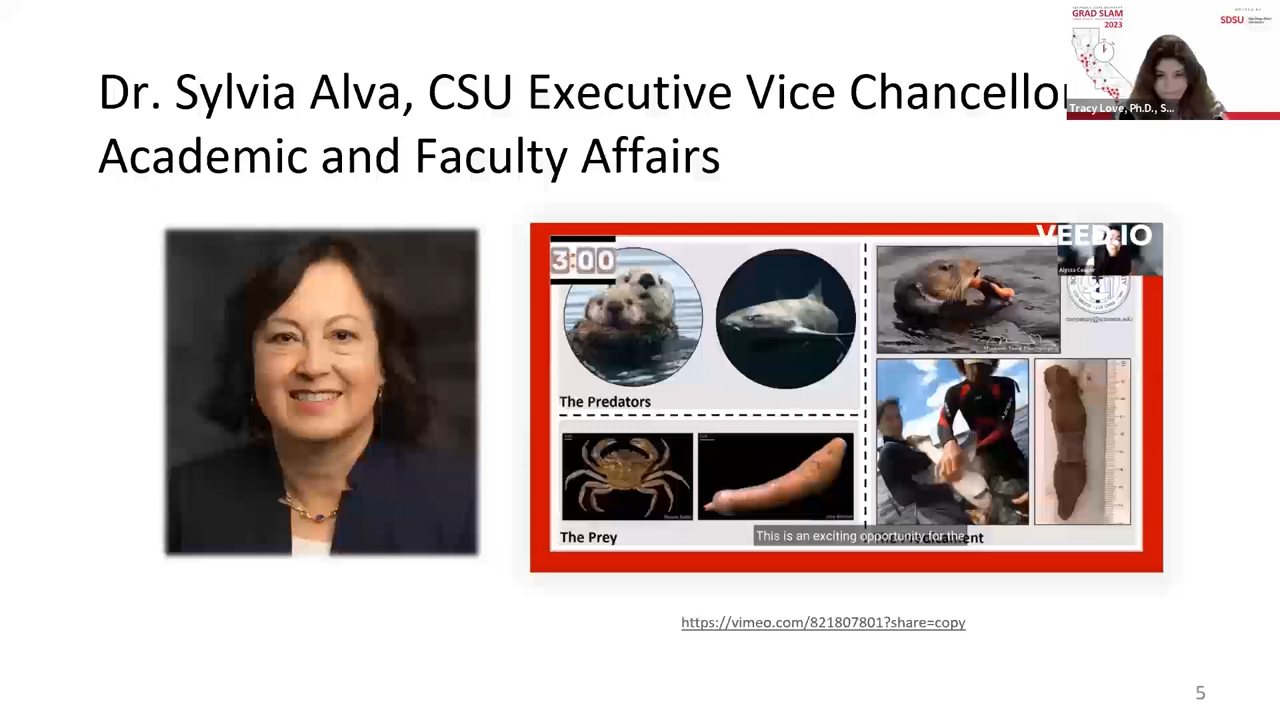 GRAD SLAM
2023
SDSU
Tracy Love, Ph.D., S...
Dr. Sylvia Alva, CSU Executive Vice Chancellor
Academic and Faculty Affairs
VEED.IO
3:00
Alyssa Cooper
The Predators
The Prey
This is an exciting opportunity for the
https://vimeo.com/821807801?share=copy
5